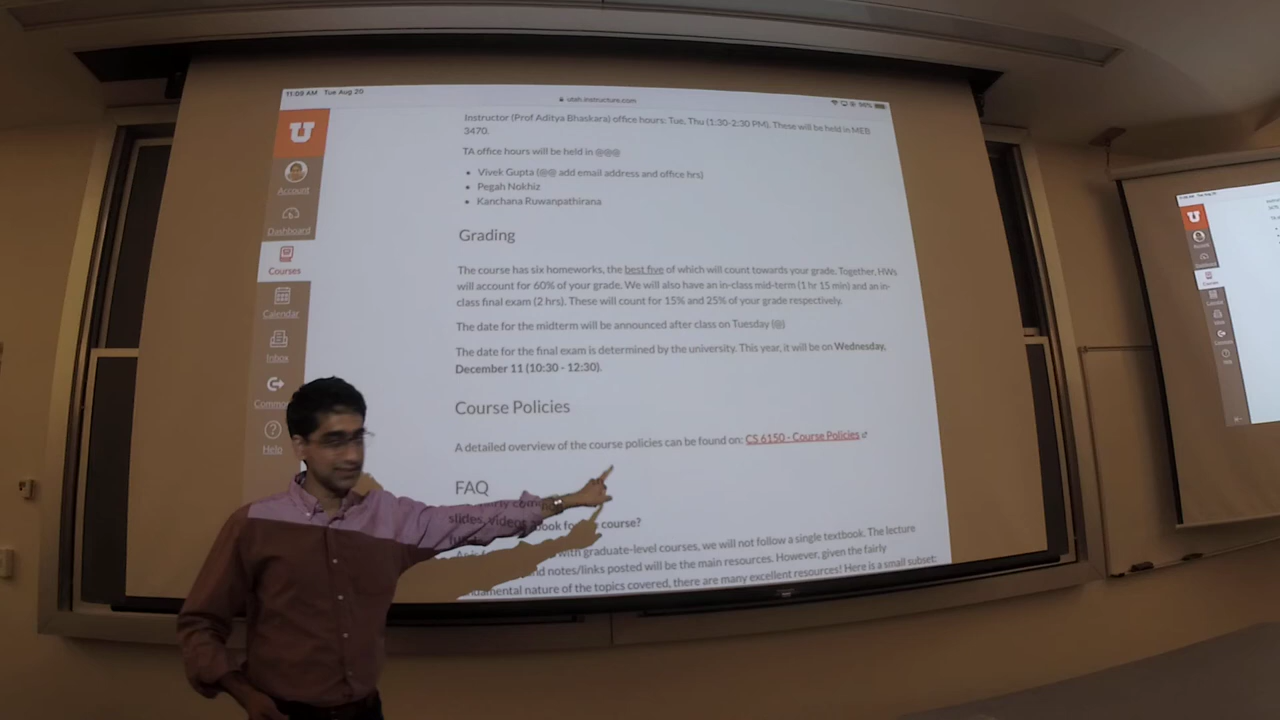 11:59 AM Tue Aug 20
utah.instructure.com
96%
U
Account
Dashboard
Courses
Calendar
Inbox
Help
Instructor (Prof Aditya Bhaskara) office hours: Tue, Thu (1:30-2:30 PM). These will be held in MEB
3470.
TA office hours will be held in @@@
• Vivek Gupta (@@ add email address and office hrs)
• Pegah Nokhiz
• Kanchana Ruwanpathirana
Grading
The course has six homeworks, the best five of which will count towards your grade. Together, HWs
will account for 60% of your grade. We will also have an in-class mid-term (1 hr 15 min) and an in-
class final exam (2 hrs). These will count for 15% and 25% of your grade respectively.
The date for the midterm will be announced after class on Tuesday (@)
The date for the final exam is determined by the university. This year, it will be on Wednesday,
December 11 (10:30 - 12:30).
Course Policies
A detailed overview of the course policies can be found on: CS 6150 - Course Policies
FAQ
course?
with graduate-level courses, we will not follow a single textbook. The lecture
slides, videos and notes/links posted will be the main resources. However, given the fairly
of the topics covered, there are many excellent resources! Here is a small subset:
U